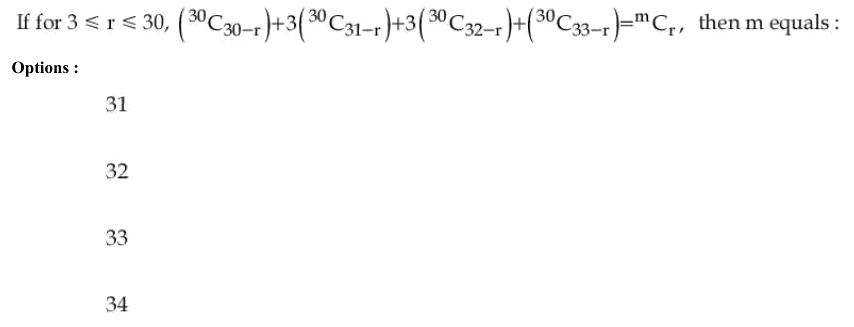 If for 3 ⩽ r ⩽ 30, (³⁰C₃₀₋ᵣ)+3(³⁰C₃₁₋ᵣ)+3(³⁰C₃₂₋ᵣ)+(³⁰C₃₃₋ᵣ)=ᵐCᵣ, then m equals :
Options :
31
32
33
34